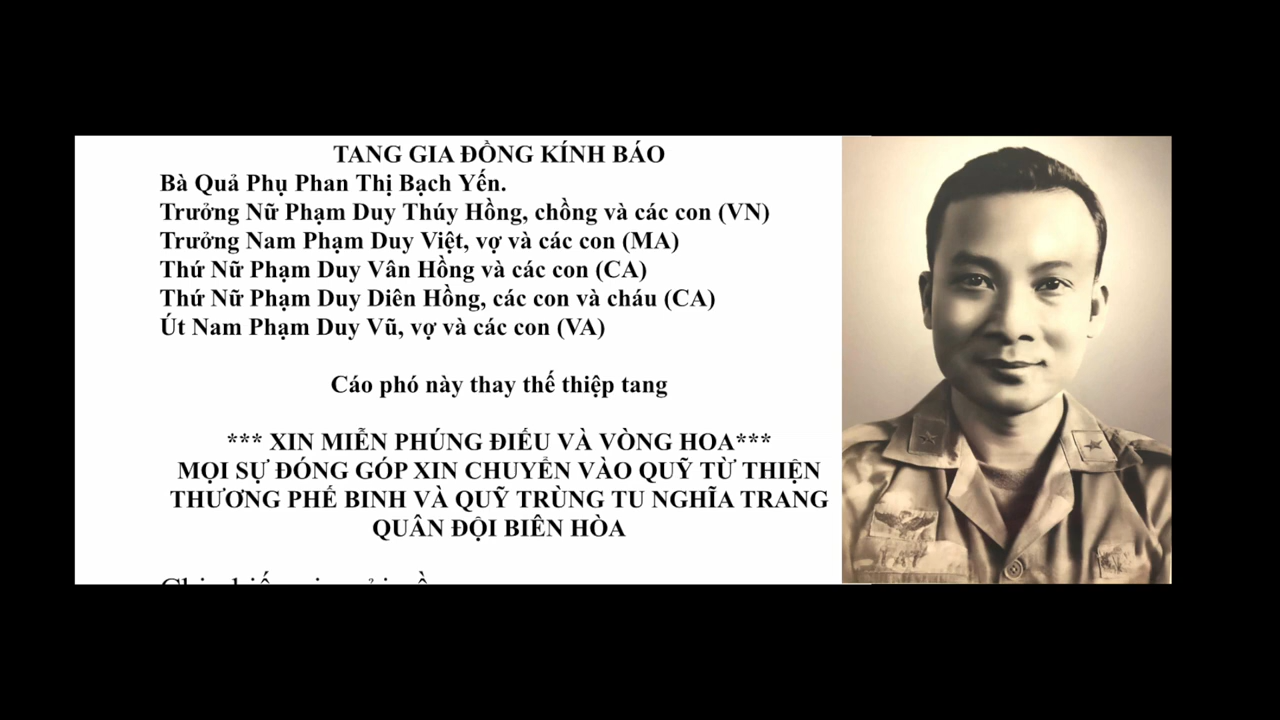 TANG GIA ĐỒNG KÍNH BÁO
Bà Quả Phụ Phan Thị Bạch Yến.
Trưởng Nữ Phạm Duy Thúy Hồng, chồng và các con (VN)
Trưởng Nam Phạm Duy Việt, vợ và các con (MA)
Thứ Nữ Phạm Duy Vân Hồng và các con (CA)
Thứ Nữ Phạm Duy Diên Hồng, các con và cháu (CA)
Út Nam Phạm Duy Vũ, vợ và các con (VA)
Cáo phó này thay thế thiệp tang
*** XIN MIỄN PHÚNG ĐIẾU VÀ VÒNG HOA***
MỌI SỰ ĐÓNG GÓP XIN CHUYỂN VÀO QUỸ TỪ THIỆN
THƯƠNG PHẾ BINH VÀ QUỸ TRÙNG TU NGHĨA TRANG
QUÂN ĐỘI BIÊN HÒA